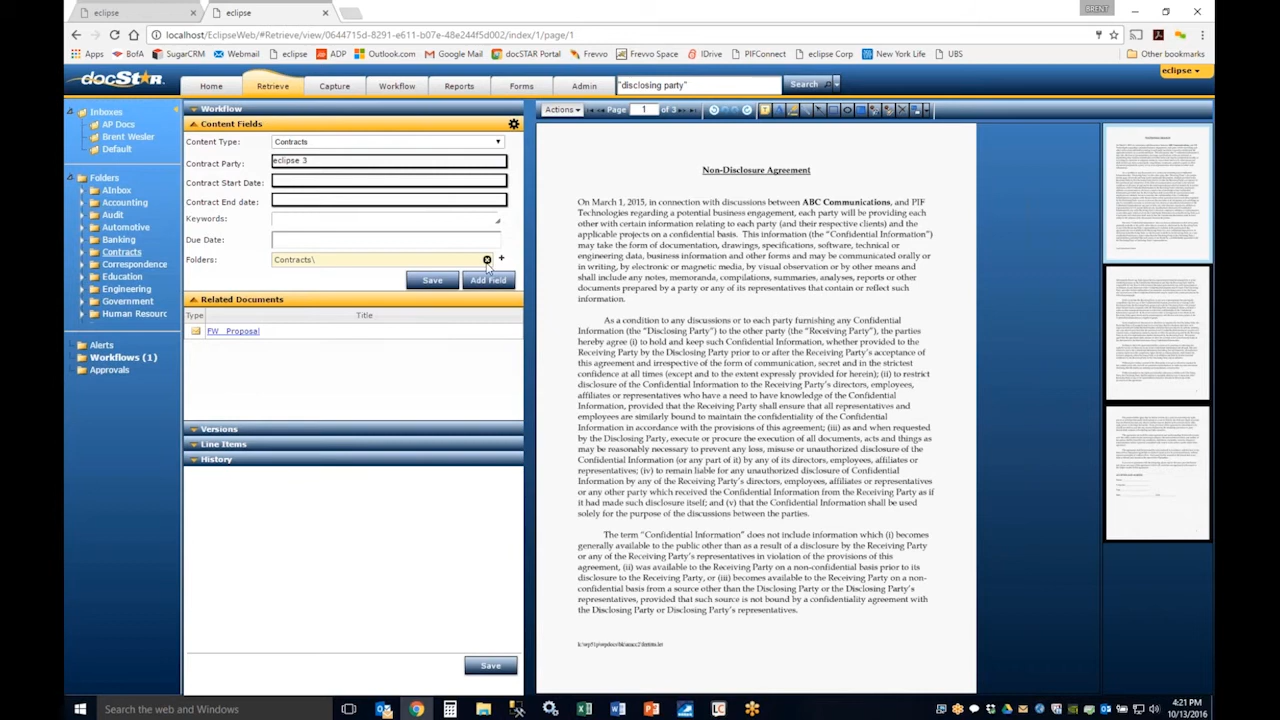 eclipse
eclipse
BRENT
localhost/EclipseWeb/#Retrieve/view/0644715d-8291-e611-b071-48e244f5d002/index/1/page/1
Apps BofA SugarCRM Webmail eclipse ADP Outlook.com Google Mail docSTAR Portal Frevvo Frevvo Space IDrive PIFConnect eclipse Corp New York Life UBS Other bookmarks
docSTAR
eclipse
Home Retrieve Capture Workflow Reports Forms Admin "disclosing party" Search
Inboxes
AP Docs
Brent Wesler
Default
Folders
AInbox
Accounting
Audit
Automotive
Banking
Contracts
Correspondence
Education
Engineering
Government
Human Resourc
Alerts
Workflows (1)
Approvals
Workflow
Content Fields
Content Type: Contracts
Contract Party: eclipse 3
Contract Start Date:
Contract End date:
Keywords:
Due Date:
Folders: Contracts\
Save Add Field
Related Documents
Type Title
FW_ Proposal
Versions
Line Items
History
Save
Actions Page 1 of 3
Non-Disclosure Agreement
On March 1, 2015, in connection with discussions between ABC Communications, and PIF
Technologies regarding a potential business engagement, each party will be providing each
other with certain information relating to each party (and their respective clients) and the
applicable projects on a confidential basis. This information (the "Confidential Information")
may take the form of documentation, drawings, specifications, software, technical or
engineering data, business information and other forms and may be communicated orally or
in writing, by electronic or magnetic media, by visual observation or by other means and
shall include any notes, memoranda, compilations, summaries, analyses, reports or other
documents prepared by a party or any of its representatives that contain or reflect such
information.
As a condition to any discussions or to each party furnishing any Confidential
Information (the "Disclosing Party") to the other party (the "Receiving Party"), the parties
hereby agree (i) to hold and keep such Confidential Information, whether provided to the
Receiving Party by the Disclosing Party prior to or after the Receiving Party's acceptance of
this agreement and irrespective of the form of communication, secret and in the strictest
confidence at all times (except and to the extent expressly provided for herein); (ii) to restrict
disclosure of the Confidential Information to the Receiving Party's directors, employees,
affiliates or representatives who have a need to have knowledge of the Confidential
Information, provided that the Receiving Party shall ensure that all representatives and
employees are similarly bound to maintain the confidentiality of the Confidential
Information in accordance with the provisions of this agreement; (iii) as and when requested
by the Disclosing Party, execute or procure the execution of all documents, acts and things as
may be reasonably necessary to prevent any loss, misuse or unauthorized disclosure of the
Confidential Information (or any part of it) by any of its directors, employees, affiliates or
representatives; (iv) to remain liable for any unauthorized disclosure of Confidential
Information by any of the Receiving Party's directors, employees, affiliates or representatives
or any other party which received the Confidential Information from the Receiving Party as if
it had made such disclosure itself; and (v) that the Confidential Information shall be used
solely for the purpose of the discussions between the parties.
The term "Confidential Information" does not include information which (i) becomes
generally available to the public other than as a result of a disclosure by the Receiving Party
or any of the Receiving Party's representatives in violation of the provisions of this
agreement, (ii) was available to the Receiving Party on a non-confidential basis prior to its
disclosure to the Receiving Party, or (iii) becomes available to the Receiving Party on a non-
confidential basis from a source other than the Disclosing Party or the Disclosing Party's
representatives, provided that such source is not bound by a confidentiality agreement with
the Disclosing Party or Disclosing Party's representatives.
Search the web and Windows
4:21 PM
10/13/2016